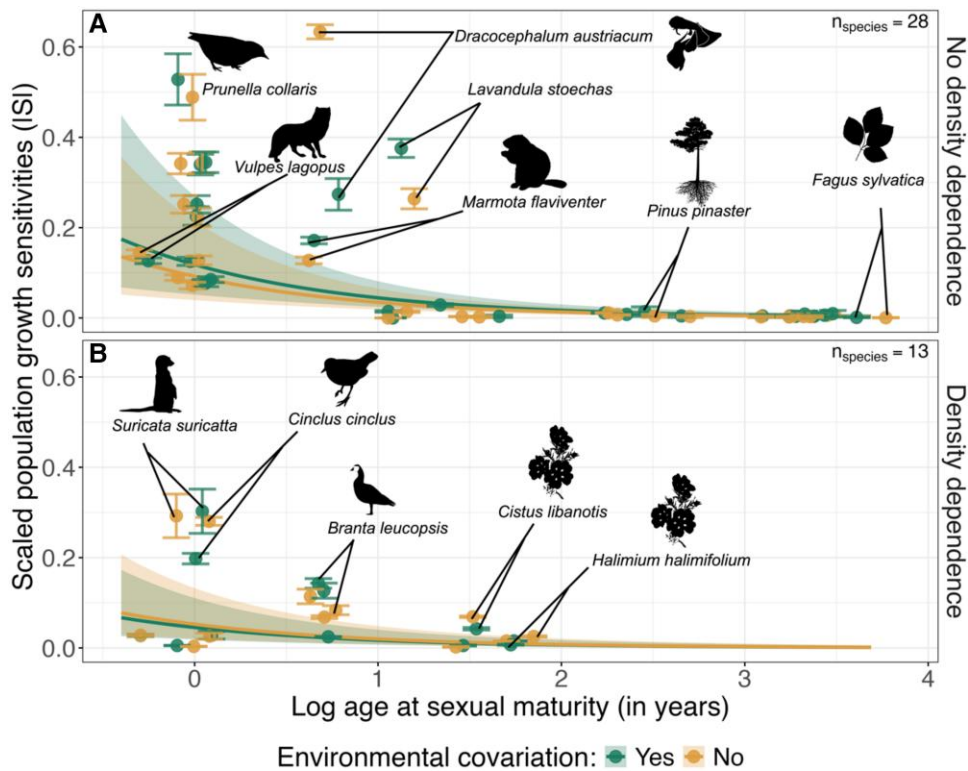 A
n species = 28
Dracocephalum austriacum
Prunella collaris
Lavandula stoechas
Vulpes lagopus
Marmota flaviventer
Pinus pinaster
Fagus sylvatica
No density dependence
0.6
0.4
0.2
0.0
Scaled population growth sensitivities (|S|)
B
n species = 13
Suricata suricatta
Cinclus cinclus
Branta leucopsis
Cistus libanotis
Halimium halimifolium
Density dependence
0.6
0.4
0.2
0.0
0 1 2 3 4
Log age at sexual maturity (in years)
Environmental covariation: Yes No